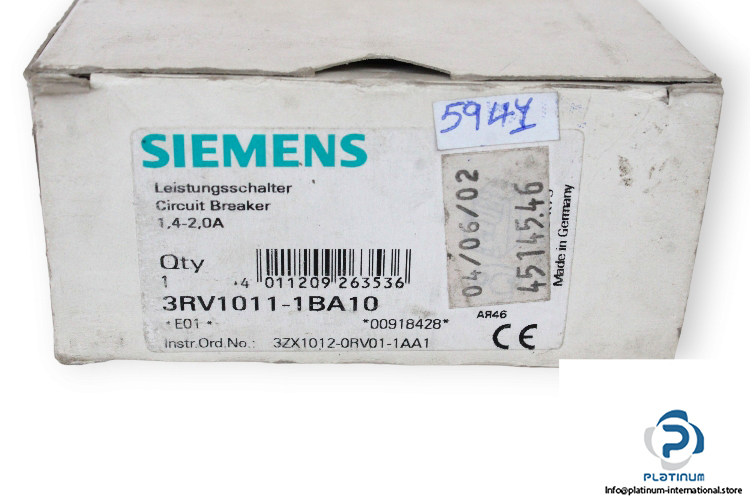 5941
SIEMENS
Leistungsschalter
Circuit Breaker
1,4-2,0A
Qty
1
4 011209 263536
3RV1011-1BA10
*E01*
*00918428*
Instr.Ord.No.: 3ZX1012-0RV01-1AA1
04/06/02
45145.46
Made in Germany
AR46
CE
PLATINUM
Info@platinum-international.store